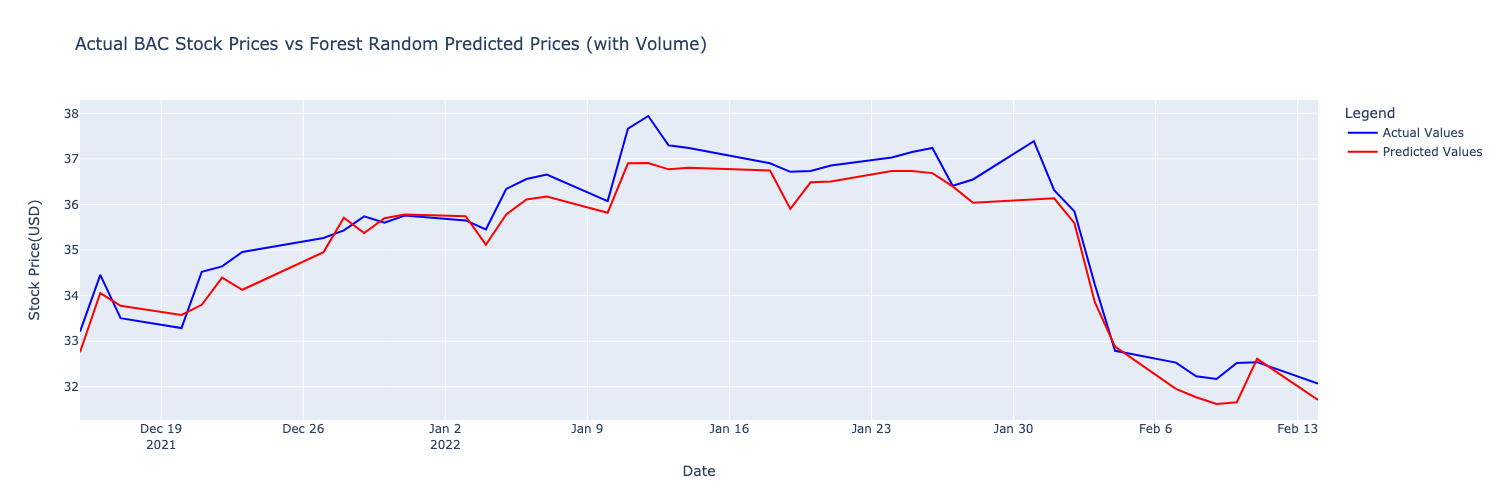 Actual BAC Stock Prices vs Forest Random Predicted Prices (with Volume)
Legend
Actual Values
Predicted Values
Stock Price(USD)
38
37
36
35
34
33
32
Dec 19
2021
Dec 26
Jan 2
2022
Jan 9
Jan 16
Jan 23
Jan 30
Feb 6
Feb 13
Date